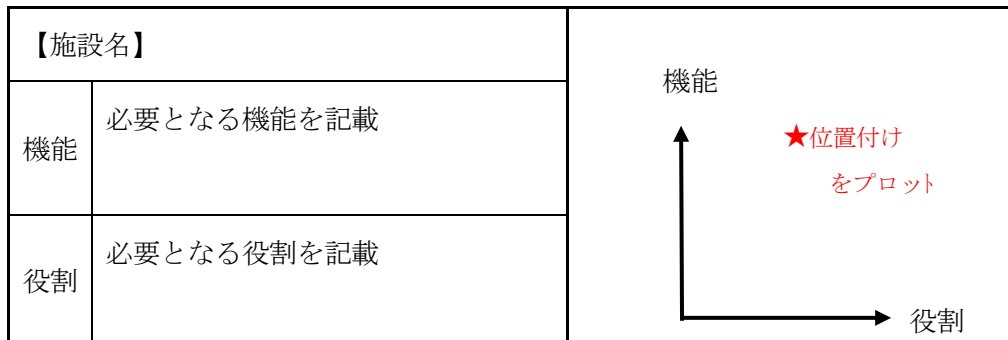 【施設名】
機能
必要となる機能を記載
役割
必要となる役割を記載
機能
★位置付け
をプロット
役割